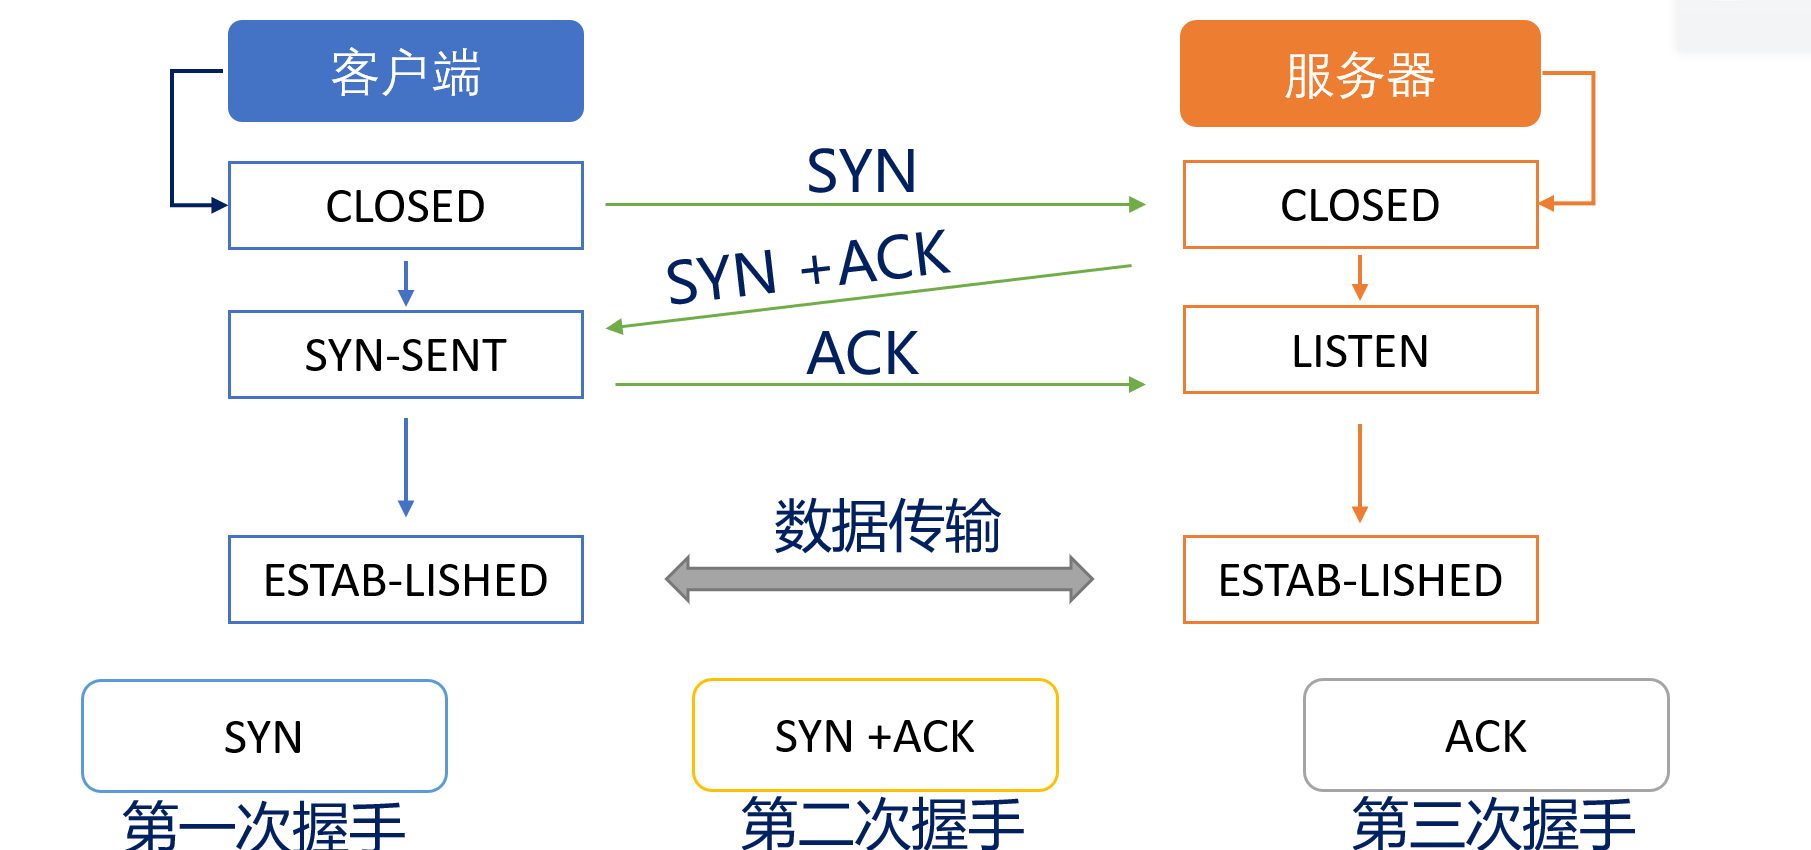 客户端
服务器
SYN
CLOSED
CLOSED
SYN +ACK
SYN-SENT
ACK
LISTEN
数据传输
ESTAB-LISHED
ESTAB-LISHED
SYN
SYN +ACK
ACK
第一次握手
第二次握手
第三次握手